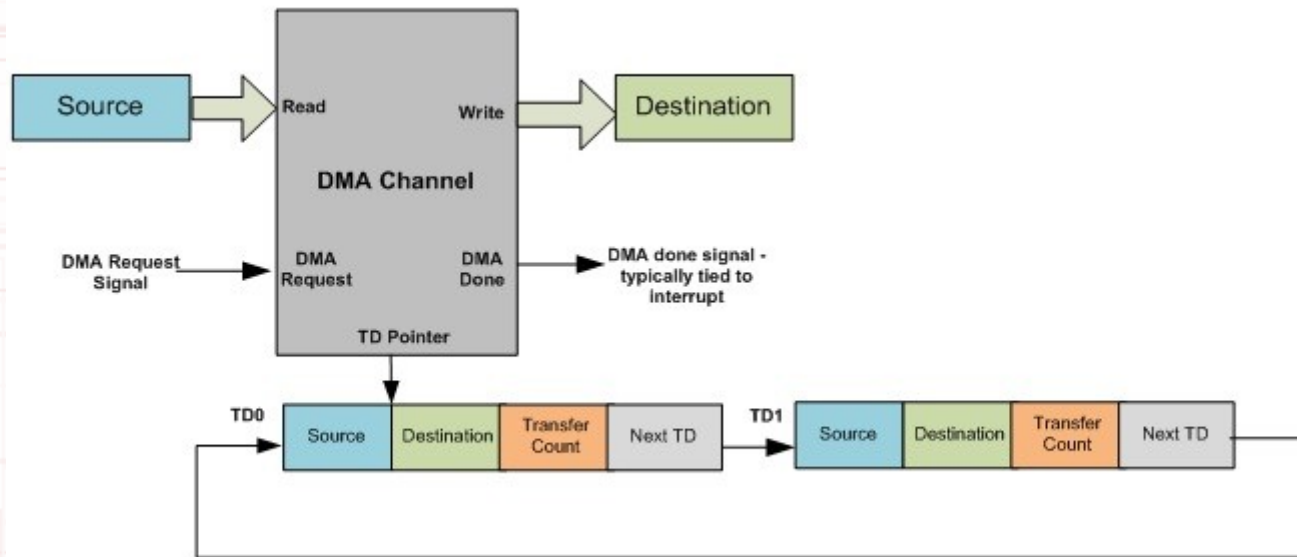 Source
Read
Write
Destination
DMA Channel
DMA Request
Signal
DMA
Request
DMA
Done
DMA done signal -
typically tied to
interrupt
TD Pointer
TD0
Source
Destination
Transfer
Count
Next TD
TD1
Source
Destination
Transfer
Count
Next TD